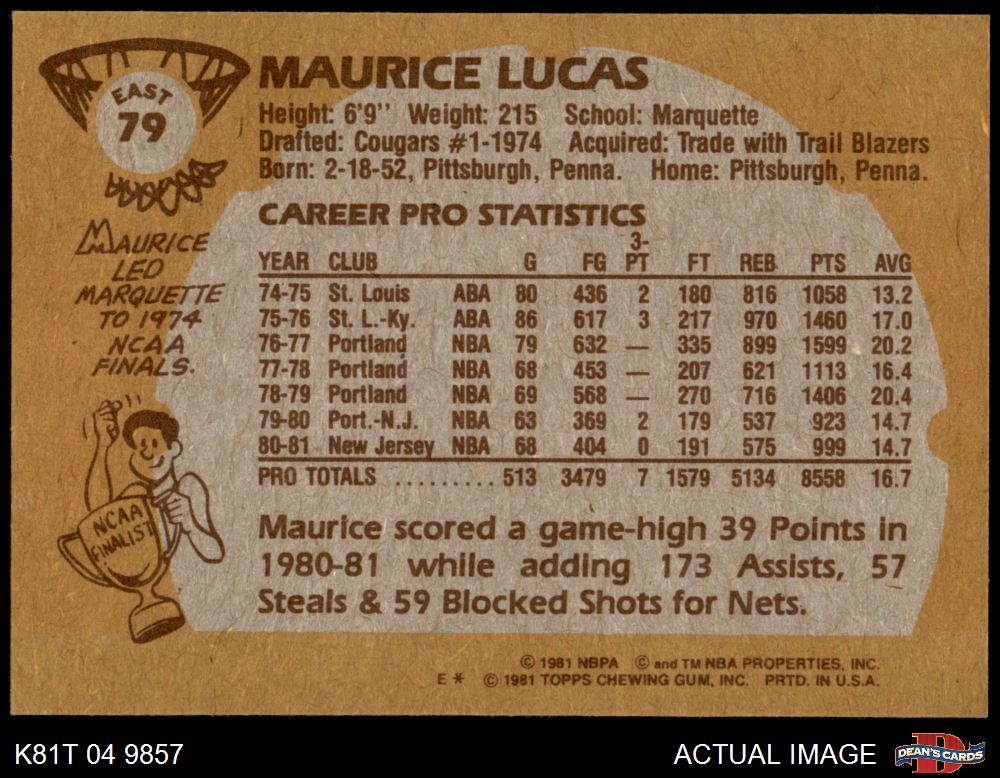 EAST
79
MAURICE LUCAS
Height: 6'9'' Weight: 215 School: Marquette
Drafted: Cougars #1-1974 Acquired: Trade with Trail Blazers
Born: 2-18-52, Pittsburgh, Penna. Home: Pittsburgh, Penna.
MAURICE
LED
MARQUETTE
TO 1974
NCAA
FINALS.
NCAA
FINALIST
CAREER PRO STATISTICS
YEAR CLUB G FG 3-PT FT REB PTS AVG
74-75 St. Louis ABA 80 436 2 180 816 1058 13.2
75-76 St. L.-Ky. ABA 86 617 3 217 970 1460 17.0
76-77 Portland NBA 79 632 — 335 899 1599 20.2
77-78 Portland NBA 68 453 — 207 621 1113 16.4
78-79 Portland NBA 69 568 — 270 716 1406 20.4
79-80 Port.-N.J. NBA 63 369 2 179 537 923 14.7
80-81 New Jersey NBA 68 404 0 191 575 999 14.7
PRO TOTALS ......... 513 3479 7 1579 5134 8558 16.7
Maurice scored a game-high 39 Points in
1980-81 while adding 173 Assists, 57
Steals & 59 Blocked Shots for Nets.
© 1981 NBPA © and TM NBA PROPERTIES, INC.
E * © 1981 TOPPS CHEWING GUM, INC. PRTD. IN U.S.A.
K81T 04 9857
ACTUAL IMAGE
D
DEAN'S CARDS